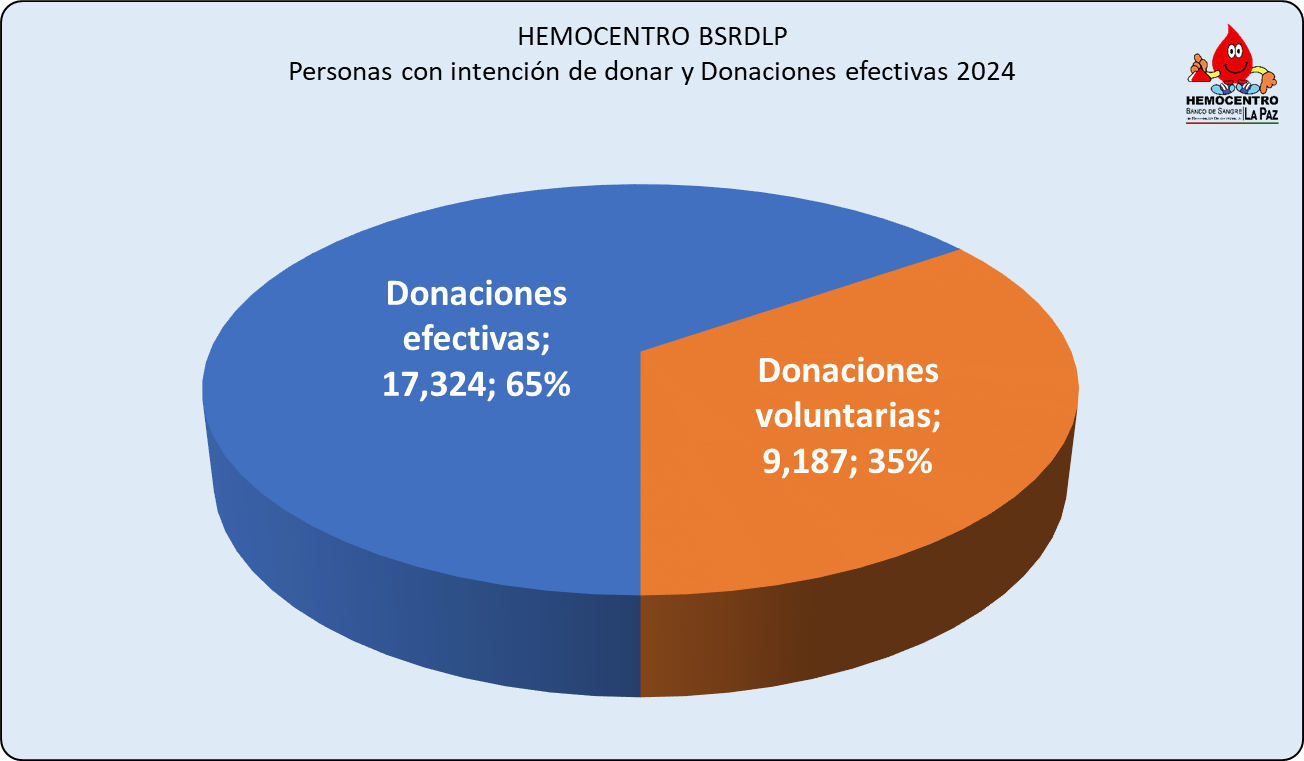 HEMOCENTRO BSRDLP
Personas con intención de donar y Donaciones efectivas 2024
HEMOCENTRO
BANCO DE SANGRE
LA PAZ
Donaciones
efectivas;
17,324; 65%
Donaciones
voluntarias;
9,187; 35%